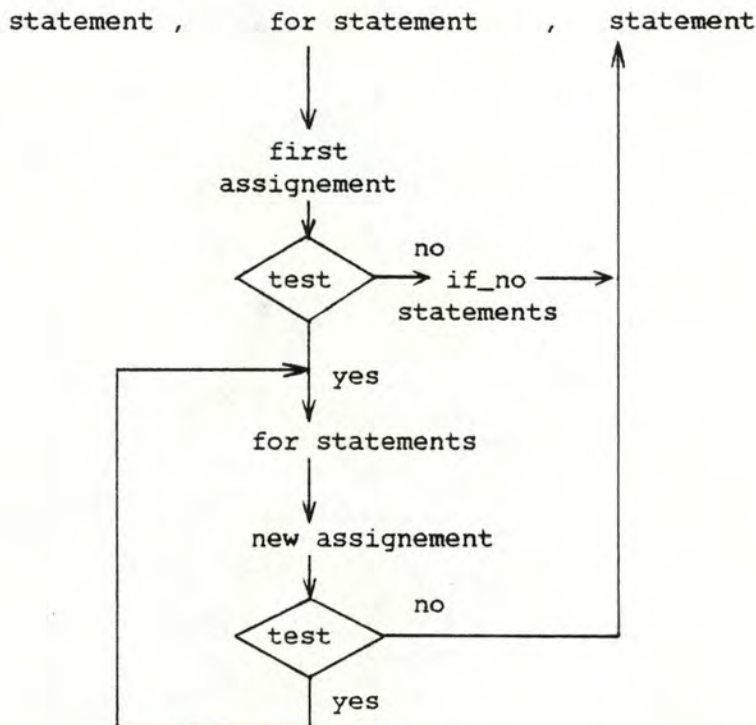 statement , for statement , statement
first
assignement
test
no
if_no
statements
yes
for statements
new assignement
test
no
yes